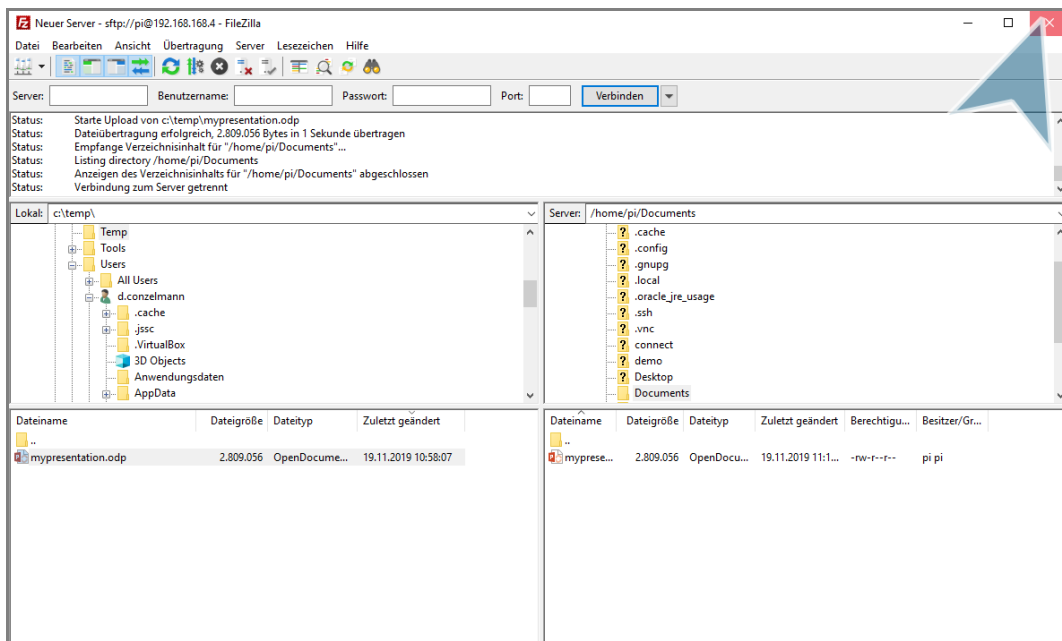 Neuer Server - sftp://pi@192.168.168.4 - FileZilla
Datei Bearbeiten Ansicht Übertragung Server Lesezeichen Hilfe
Server: Benutzername: Passwort: Port: Verbinden
Status: Starte Upload von c:\temp\mypresentation.odp
Status: Dateiübertragung erfolgreich, 2.809.056 Bytes in 1 Sekunde übertragen
Status: Empfange Verzeichnisinhalt für "/home/pi/Documents"...
Status: Listing directory /home/pi/Documents
Status: Anzeigen des Verzeichnisinhalts für "/home/pi/Documents" abgeschlossen
Status: Verbindung zum Server getrennt
Lokal: c:\temp\
Temp
Tools
Users
All Users
d.conzelmann
.cache
.jssc
.VirtualBox
3D Objects
Anwendungsdaten
AppData
Server: /home/pi/Documents
.cache
.config
.gnupg
.local
.oracle_jre_usage
.ssh
.vnc
connect
demo
Desktop
Documents
Dateiname Dateigröße Dateityp Zuletzt geändert
..
mypresentation.odp 2.809.056 OpenDocume... 19.11.2019 10:58:07
Dateiname Dateigröße Dateityp Zuletzt geändert Berechtigu... Besitzer/Gr...
..
myprese... 2.809.056 OpenDocu... 19.11.2019 11:1... -rw-r--r-- pi pi